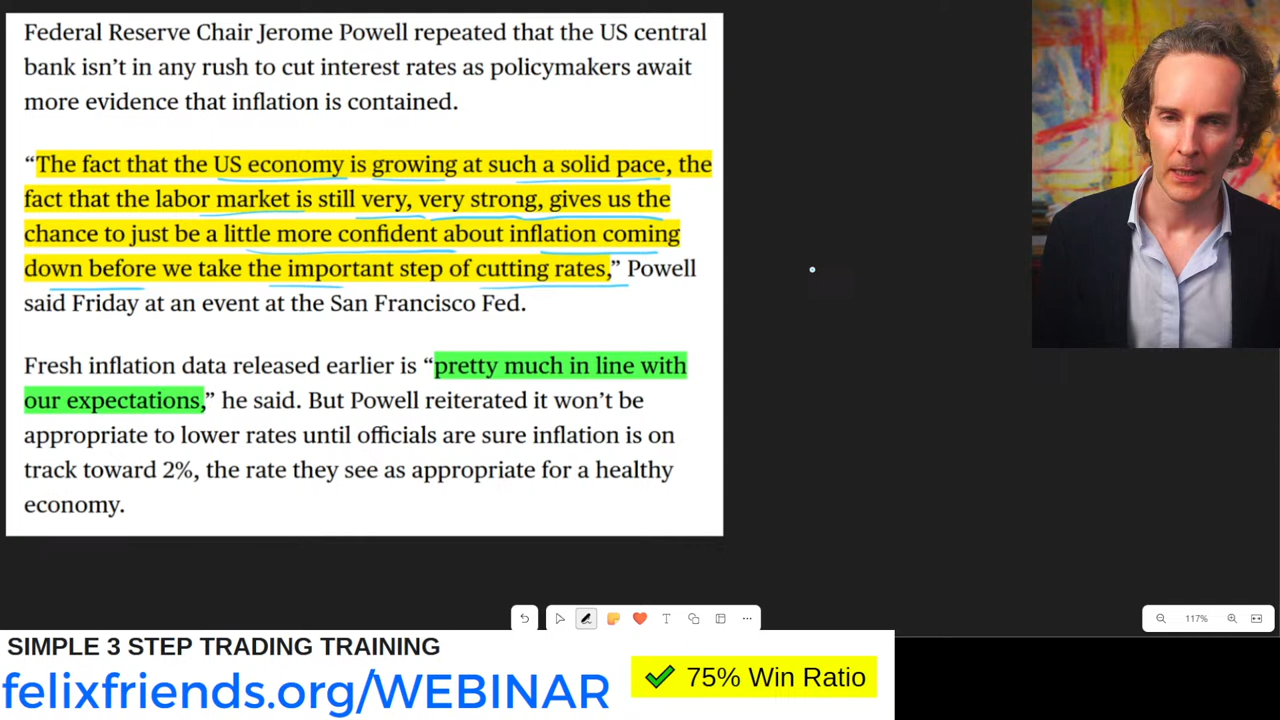 Federal Reserve Chair Jerome Powell repeated that the US central
bank isn’t in any rush to cut interest rates as policymakers await
more evidence that inflation is contained.
“The fact that the US economy is growing at such a solid pace, the
fact that the labor market is still very, very strong, gives us the
chance to just be a little more confident about inflation coming
down before we take the important step of cutting rates,” Powell
said Friday at an event at the San Francisco Fed.
Fresh inflation data released earlier is “pretty much in line with
our expectations,” he said. But Powell reiterated it won’t be
appropriate to lower rates until officials are sure inflation is on
track toward 2%, the rate they see as appropriate for a healthy
economy.
117%
SIMPLE 3 STEP TRADING TRAINING
felixfriends.org/WEBINAR
75% Win Ratio